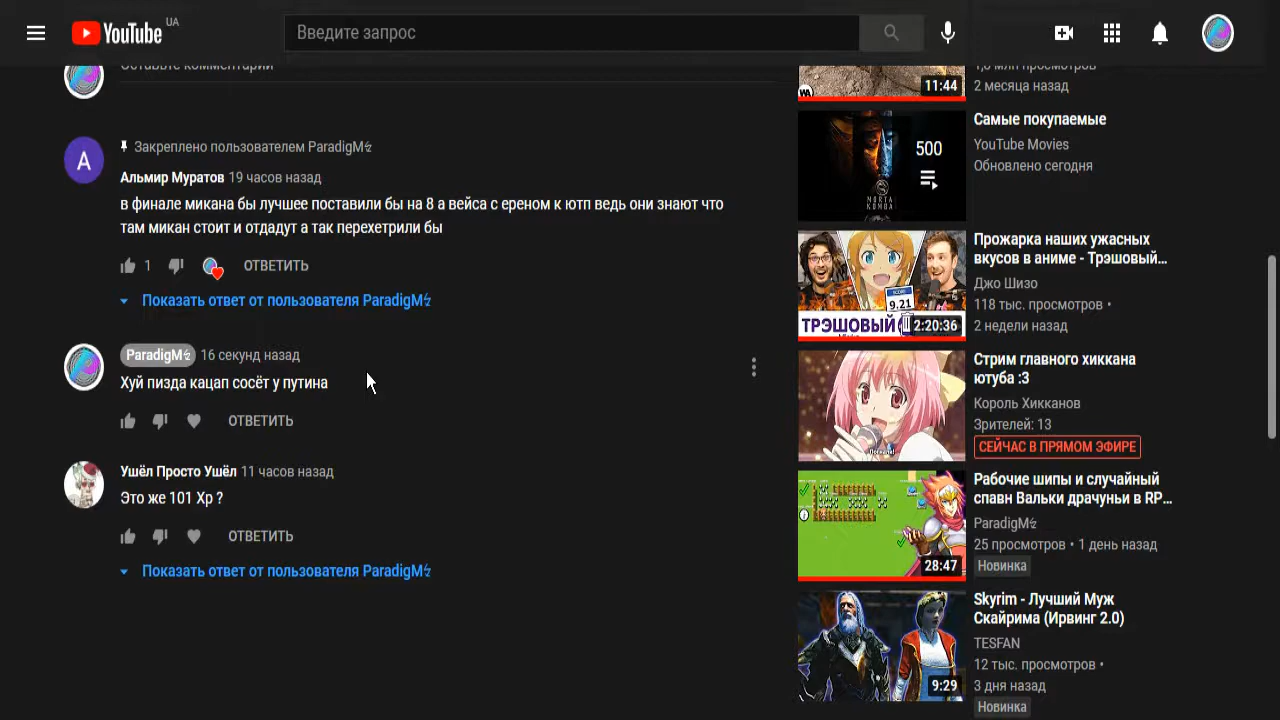 YouTube
UA
Введите запрос
Оставьте комментарий
Закреплено пользователем ParadigM
А
Альмир Муратов 19 часов назад
в финале микана бы лучшее поставили бы на 8 а вейса с ереном к ютп ведь они знают что
там микан стоит и отдадут а так перехетрили бы
1
ОТВЕТИТЬ
Показать ответ от пользователя ParadigM
ParadigM 16 секунд назад
Хуй пизда кацап сосёт у путина
ОТВЕТИТЬ
Ушёл Просто Ушёл 11 часов назад
Это же 101 Хр ?
ОТВЕТИТЬ
Показать ответ от пользователя ParadigM
11:44
1,6 млн просмотров
2 месяца назад
500
MORTA
KOMBA
Самые покупаемые
YouTube Movies
Обновлено сегодня
SCORE
9.21
ТРЭШОВЫЙ
2:20:36
Прожарка наших ужасных
вкусов в аниме - Трэшовый...
Джо Шизо
118 тыс. просмотров •
2 недели назад
Стрим главного хиккана
ютуба :3
Король Хикканов
Зрителей: 13
СЕЙЧАС В ПРЯМОМ ЭФИРЕ
28:47
Рабочие шипы и случайный
спавн Вальки драчуньи в RP...
ParadigM
25 просмотров • 1 день назад
Новинка
9:29
Skyrim - Лучший Муж
Скайрима (Ирвинг 2.0)
TESFAN
12 тыс. просмотров •
3 дня назад
Новинка